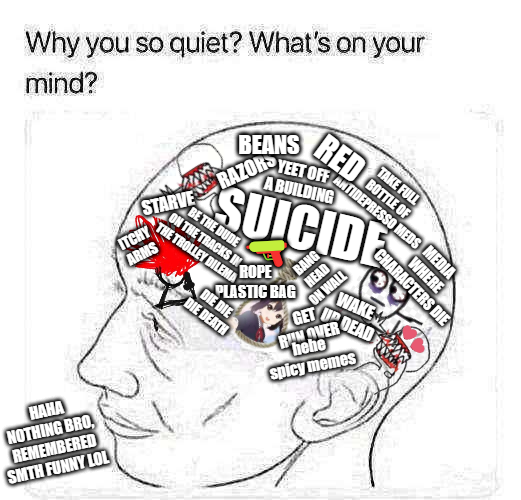 Why you so quiet? What's on your
mind?
BEANS
RED
RAZORS
YEET OFF
A BUILDING
TAKE FULL
BOTTLE OF
ANTIDEPRESSO MEDS
STARVE
SUICIDE
BE THE DUDE
ON THE TRACKS IN
THE TROLLEY DILEMA
ITCHY
ARMS
MEDIA
WHERE
CHARACTERS DIE
ROPE
PLASTIC BAG
BANG
HEAD
ON WALL
DIE DIE
DIE DEATH
WAKE
UP DEAD
GET
RUN OVER
hehe
spicy memes
HAHA
NOTHING BRO,
REMEMBERED
SMTH FUNNY LOL